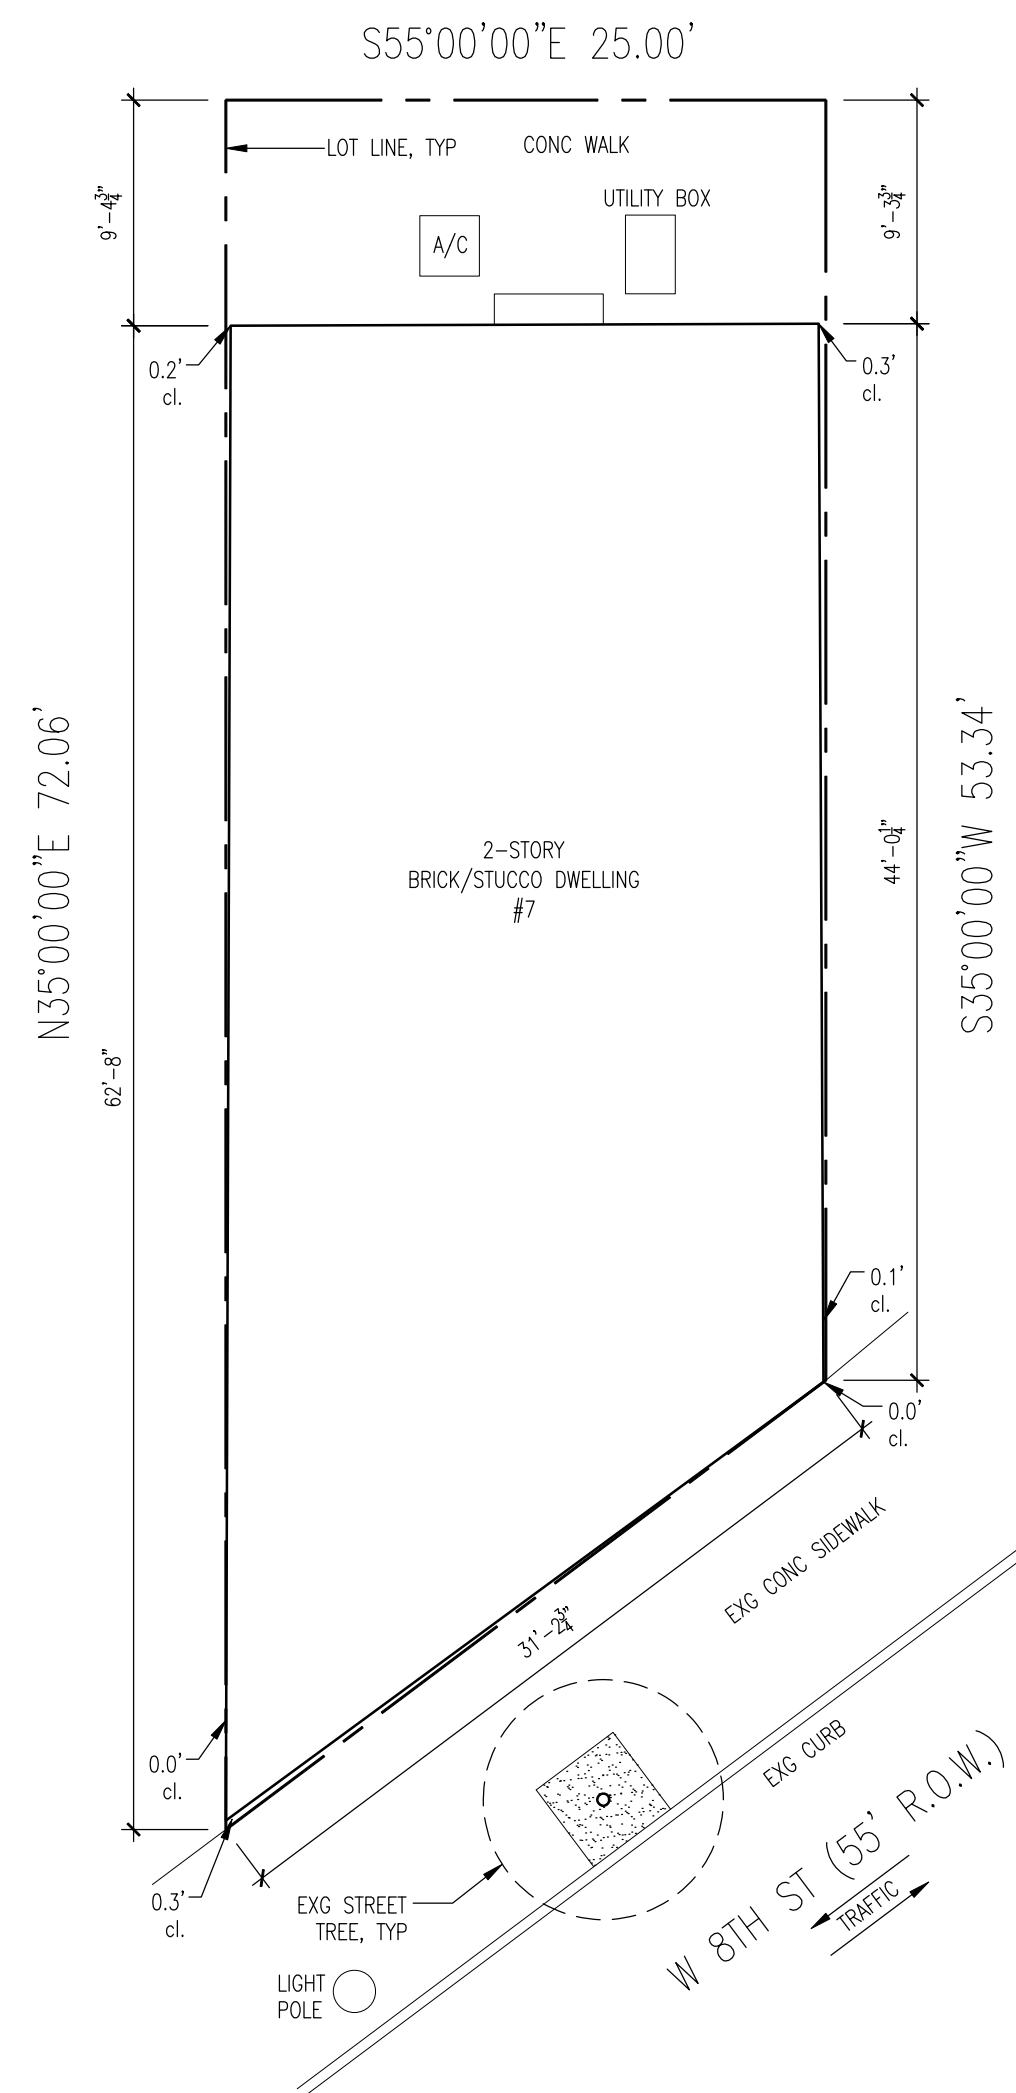 S55°00'00"E 25.00'
LOT LINE, TYP
CONC WALK
UTILITY BOX
A/C
9'-4¾"
9'-3¾"
0.2'
cl.
0.3'
cl.
N35°00'00"E 72.06'
S35°00'00"W 53.34'
62'-8"
44'-0¼"
2-STORY
BRICK/STUCCO DWELLING
#7
0.1'
cl.
0.0'
cl.
EXG CONC SIDEWALK
31'-2¾"
EXG CURB
0.0'
cl.
0.3'
cl.
EXG STREET
TREE, TYP
W 8TH ST (55' R.O.W.)
TRAFFIC
LIGHT
POLE